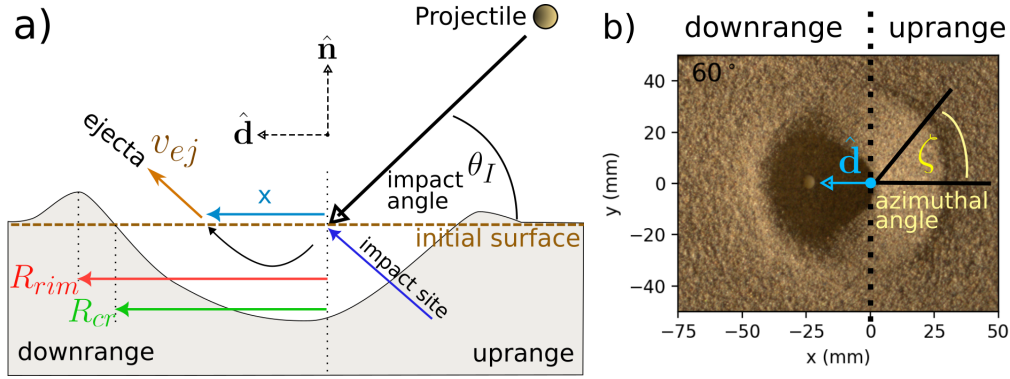 a)
Projectile
n̂
d̂
ejecta
v_ej
x
impact
angle
θ_I
initial surface
impact site
R_rim
R_cr
downrange
uprange
b)
downrange
uprange
60°
d̂
ζ
azimuthal
angle
y (mm)
40
20
0
−20
−40
−75
−50
−25
0
25
50
x (mm)